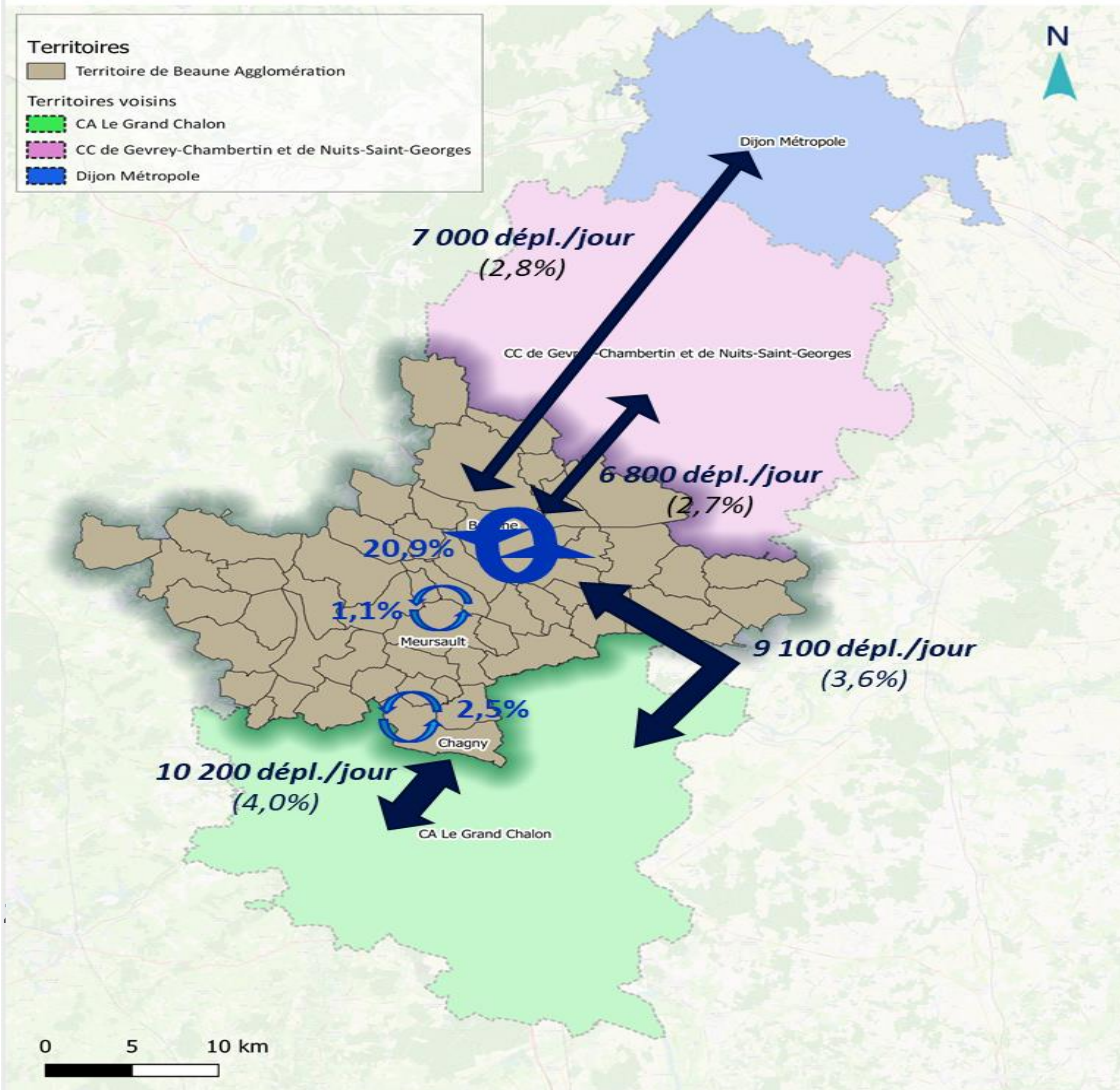 Territoires
Territoire de Beaune Agglomération
Territoires voisins
CA Le Grand Chalon
CC de Gevrey-Chambertin et de Nuits-Saint-Georges
Dijon Métropole
N
Dijon Métropole
7 000 dépl./jour
(2,8%)
CC de Gevrey-Chambertin et de Nuits-Saint-Georges
6 800 dépl./jour
(2,7%)
Beaune
20,9%
1,1%
Meursault
9 100 dépl./jour
(3,6%)
2,5%
Chagny
10 200 dépl./jour
(4,0%)
CA Le Grand Chalon
0 5 10 km